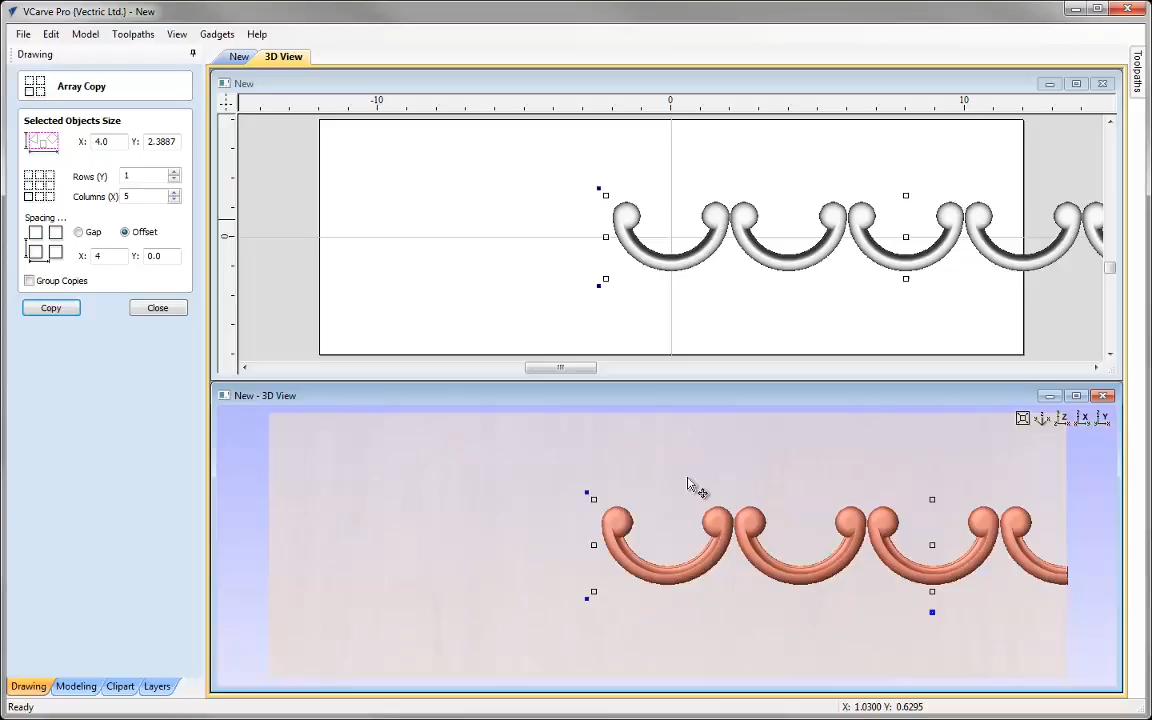 VCarve Pro {Vectric Ltd.} - New
File Edit Model Toolpaths View Gadgets Help
Drawing
New 3D View
Toolpaths
Array Copy
New
-10 0 10
0
Selected Objects Size
X: 4.0 Y: 2.3887
Rows (Y) 1
Columns (X) 5
Spacing ...
Gap Offset
X: 4 Y: 0.0
Group Copies
Copy Close
New - 3D View
Z X Y
Drawing Modeling Clipart Layers
Ready X: 1.0300 Y: 0.6295